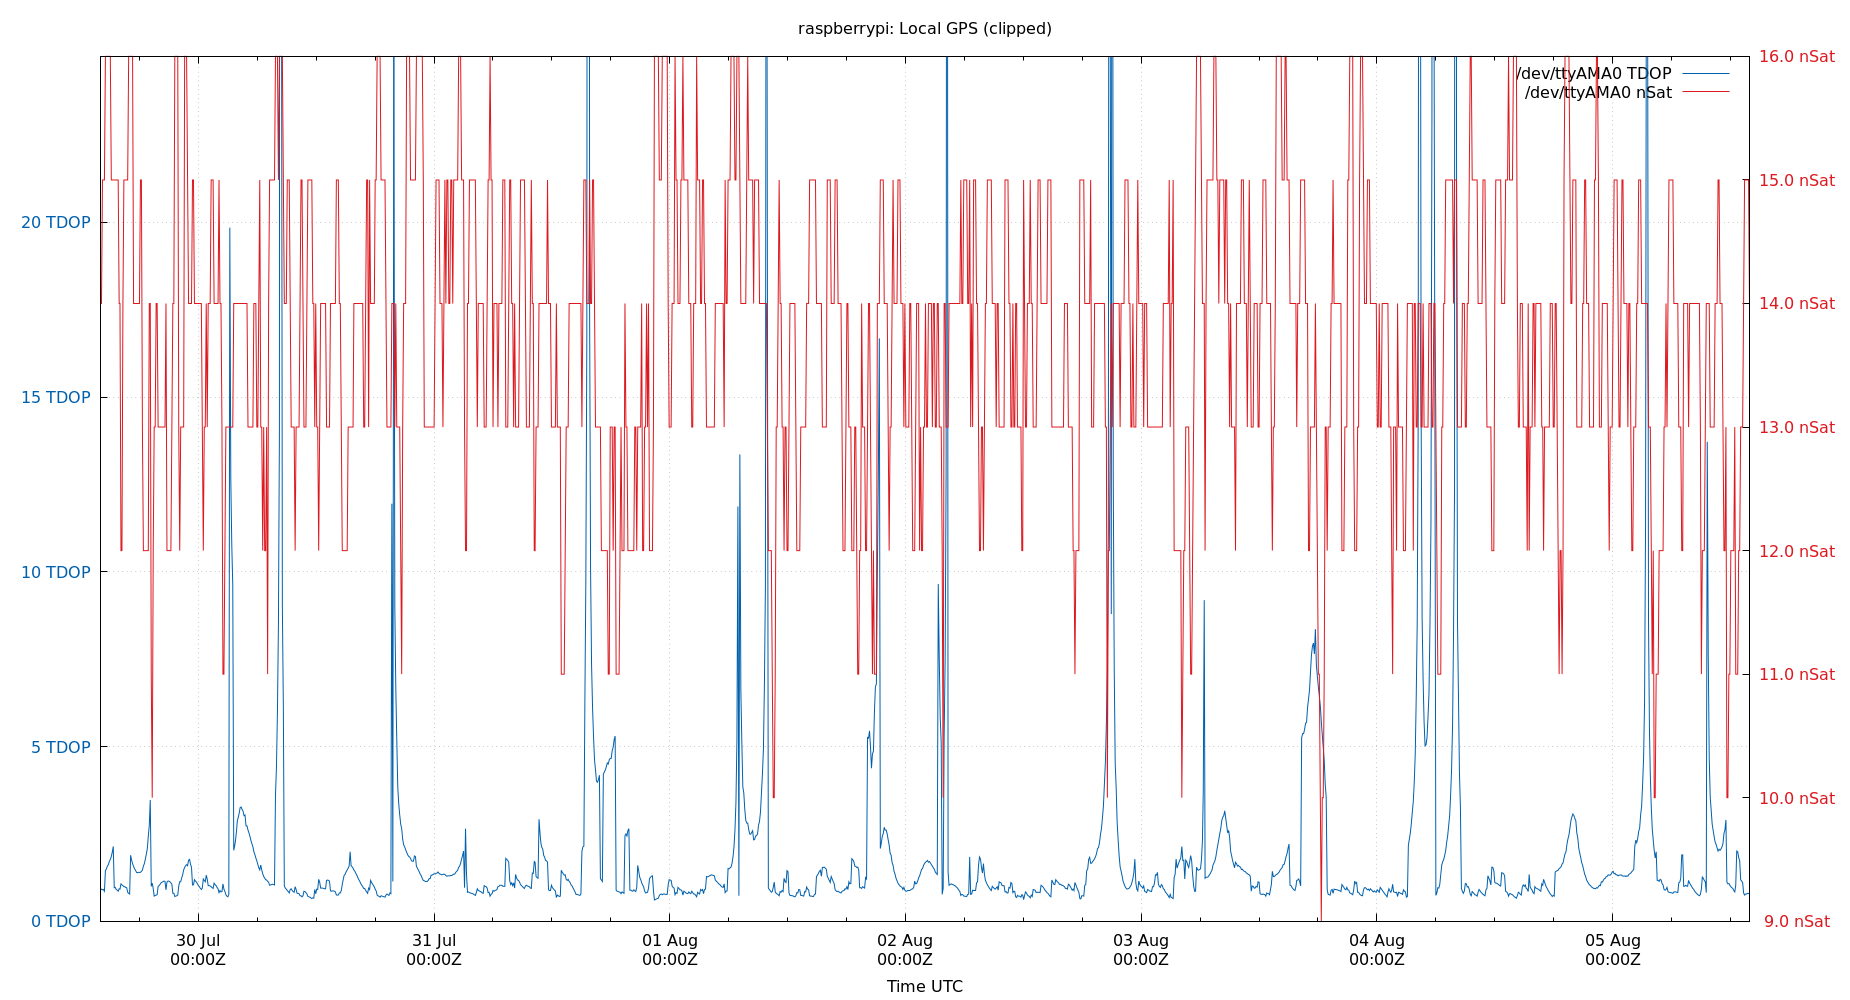 raspberrypi: Local GPS (clipped)
16.0 nSat
/dev/ttyAMA0 TDOP
/dev/ttyAMA0 nSat
15.0 nSat
20 TDOP
14.0 nSat
15 TDOP
13.0 nSat
12.0 nSat
10 TDOP
11.0 nSat
5 TDOP
10.0 nSat
0 TDOP
9.0 nSat
30 Jul 31 Jul 01 Aug 02 Aug 03 Aug 04 Aug 05 Aug
00:00Z 00:00Z 00:00Z 00:00Z 00:00Z 00:00Z 00:00Z
Time UTC